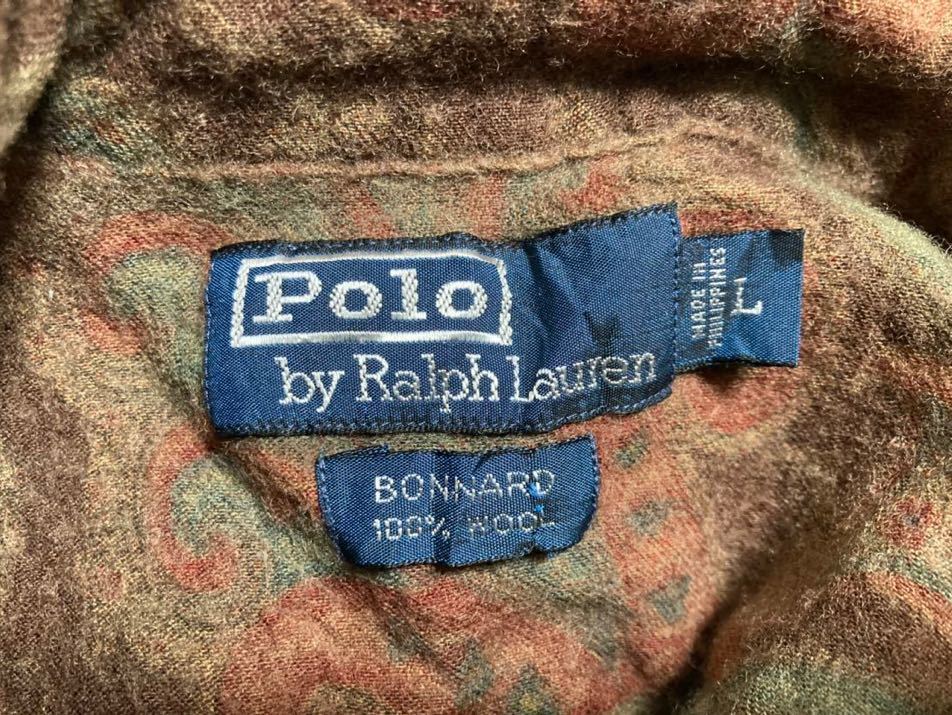 Polo
by Ralph Lauren
MADE IN
PHILIPPINES
L
BONNARD
100% WOOL